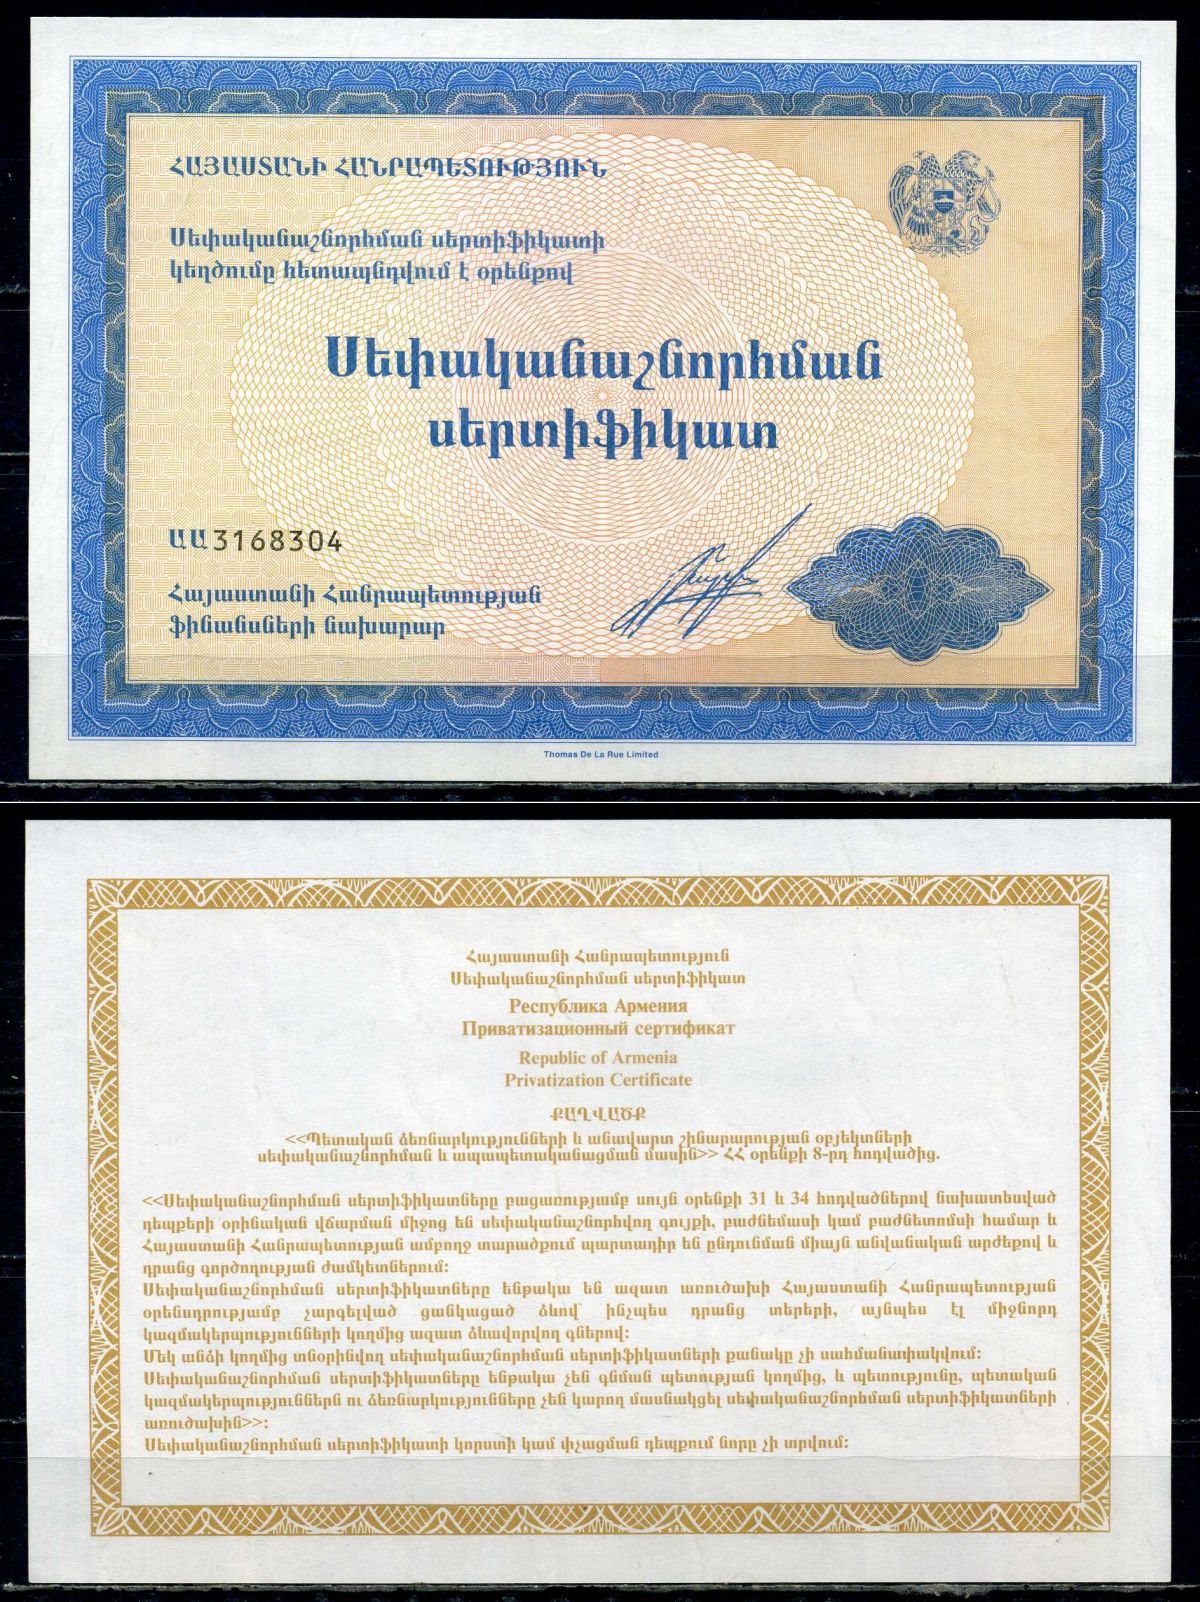 ՀԱՅԱՍՏԱՆԻ ՀԱՆՐԱՊԵՏՈՒԹՅՈՒՆ
Սեփականաշնորհման սերտիֆիկատի
կեղծումը հետապնդվում է օրենքով
Սեփականաշնորհման
սերտիֆիկատ
ԱԱ3168304
Հայաստանի Հանրապետության
ֆինանսների նախարար
Thomas De La Rue Limited
Հայաստանի Հանրապետություն
Սեփականաշնորհման սերտիֆիկատ
Республика Армения
Приватизационный сертификат
Republic of Armenia
Privatization Certificate
ՔԱՂՎԱԾՔ
<<Պետական ձեռնարկությունների և անավարտ շինարարության օբյեկտների
սեփականաշնորհման և ապապետականացման մասին>> ՀՀ օրենքի 8-րդ հոդվածից.
<<Սեփականաշնորհման սերտիֆիկատները բացառությամբ սույն օրենքի 31 և 34 հոդվածներով նախատեսված
դեպքերի օրինական վճարման միջոց են սեփականաշնորհվող գույքի, բաժնեմասի կամ բաժնետոմսի համար և
Հայաստանի Հանրապետության ամբողջ տարածքում պարտադիր են ընդունման միայն անվանական արժեքով և
դրանց գործողության ժամկետներում:
Սեփականաշնորհման սերտիֆիկատները ենթակա են ազատ առուծախի Հայաստանի Հանրապետության
օրենսդրությամբ չարգելված ցանկացած ձևով՝ ինչպես դրանց տերերի, այնպես էլ միջնորդ
կազմակերպությունների կողմից ազատ ձևավորվող գներով:
Մեկ անձի կողմից տնօրինվող սեփականաշնորհման սերտիֆիկատների քանակը չի սահմանափակվում:
Սեփականաշնորհման սերտիֆիկատները ենթակա չեն գնման պետության կողմից, և պետությունը, պետական
կազմակերպություններն ու ձեռնարկությունները չեն կարող մասնակցել սեփականաշնորհման սերտիֆիկատների
առուծախին>>:
Սեփականաշնորհման սերտիֆիկատի կորստի կամ փչացման դեպքում նորը չի տրվում: